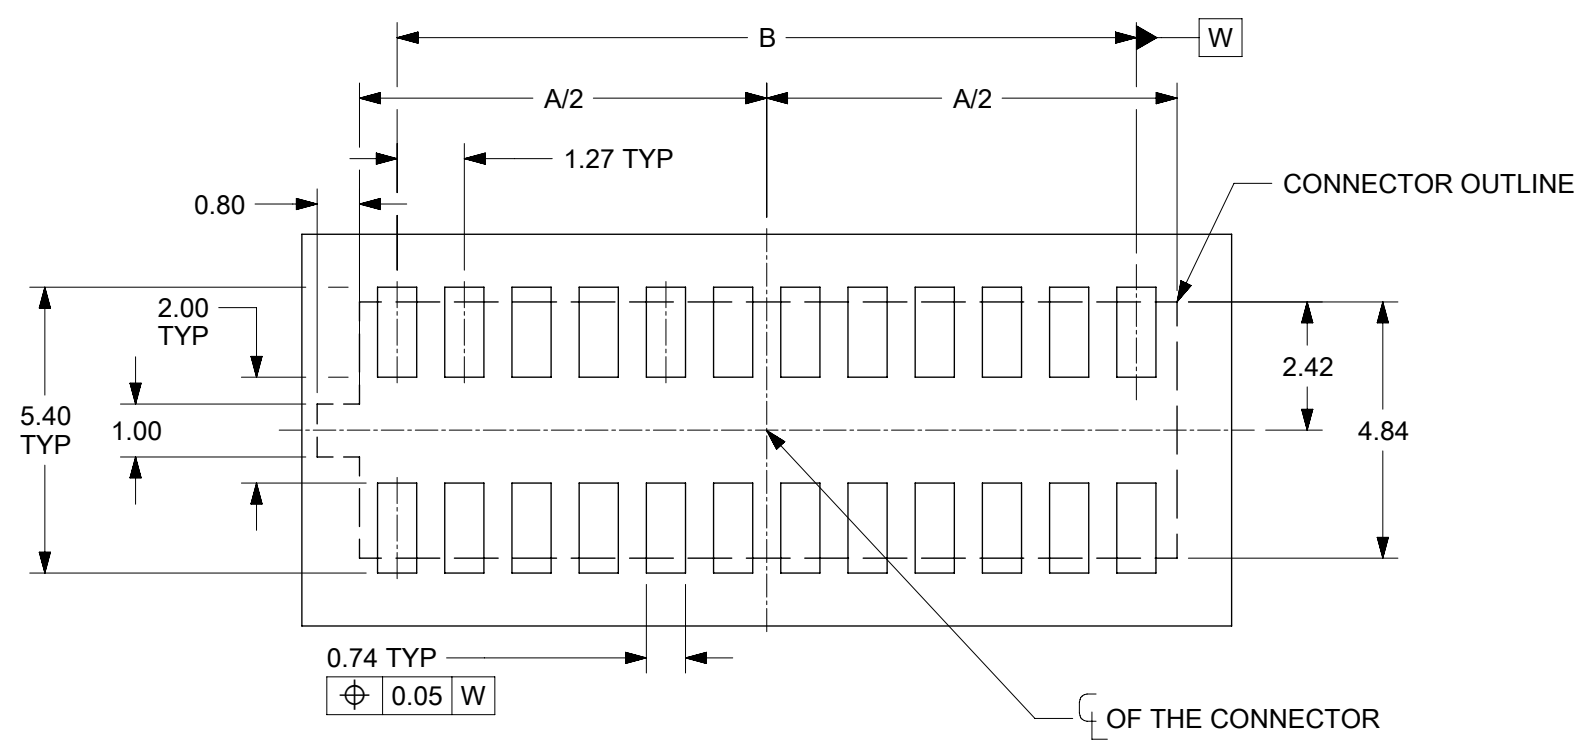 B
W
A/2
A/2
1.27 TYP
CONNECTOR OUTLINE
0.80
2.00
TYP
2.42
5.40
TYP
1.00
4.84
0.74 TYP
⌖ 0.05 W
℄ OF THE CONNECTOR